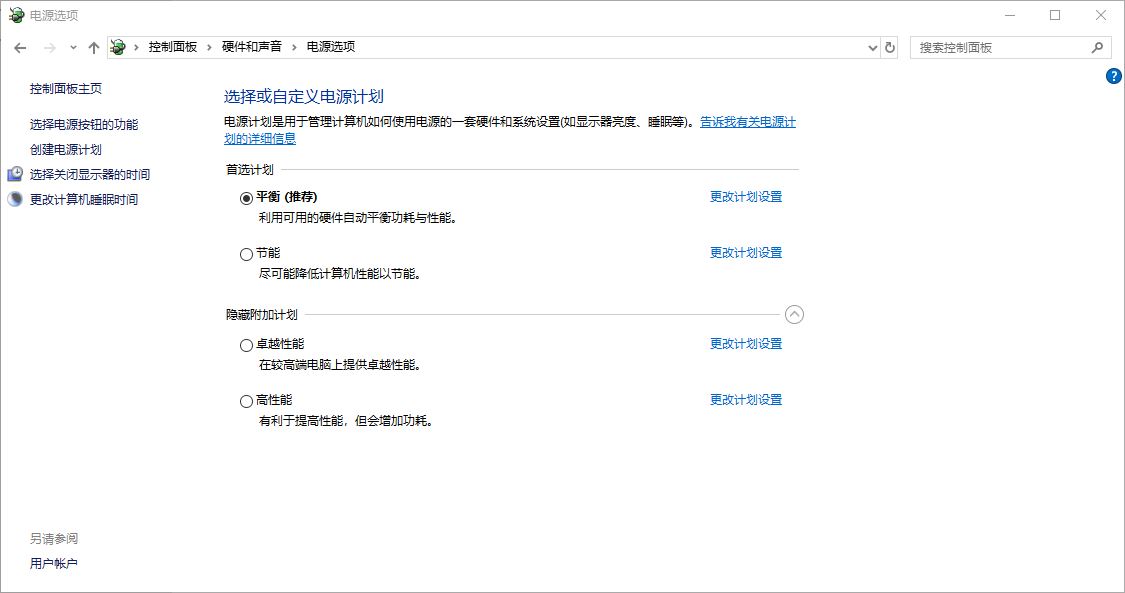 电源选项
控制面板 › 硬件和声音 › 电源选项
搜索控制面板
控制面板主页
选择电源按钮的功能
创建电源计划
选择关闭显示器的时间
更改计算机睡眠时间
选择或自定义电源计划
电源计划是用于管理计算机如何使用电源的一套硬件和系统设置(如显示器亮度、睡眠等)。告诉我有关电源计
划的详细信息
首选计划
平衡 (推荐) 更改计划设置
利用可用的硬件自动平衡功耗与性能。
节能 更改计划设置
尽可能降低计算机性能以节能。
隐藏附加计划
卓越性能 更改计划设置
在较高端电脑上提供卓越性能。
高性能 更改计划设置
有利于提高性能，但会增加功耗。
另请参阅
用户帐户